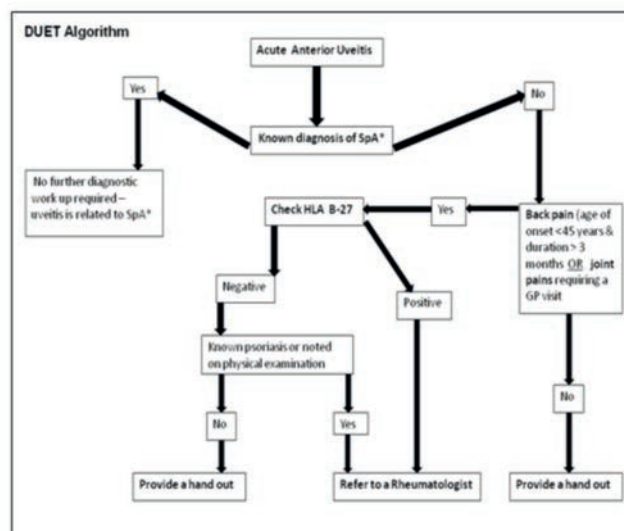 DUET Algorithm
Acute Anterior Uveitis
Yes
No
Known diagnosis of SpA*
No further diagnostic
work up required –
uveitis is related to SpA*
Check HLA B-27
Yes
Back pain (age of
onset <45 years &
duration > 3
months OR joint
pains requiring a
GP visit
Negative
Positive
Known psoriasis or noted
on physical examination
No
Yes
No
Provide a hand out
Refer to a Rheumatologist
Provide a hand out